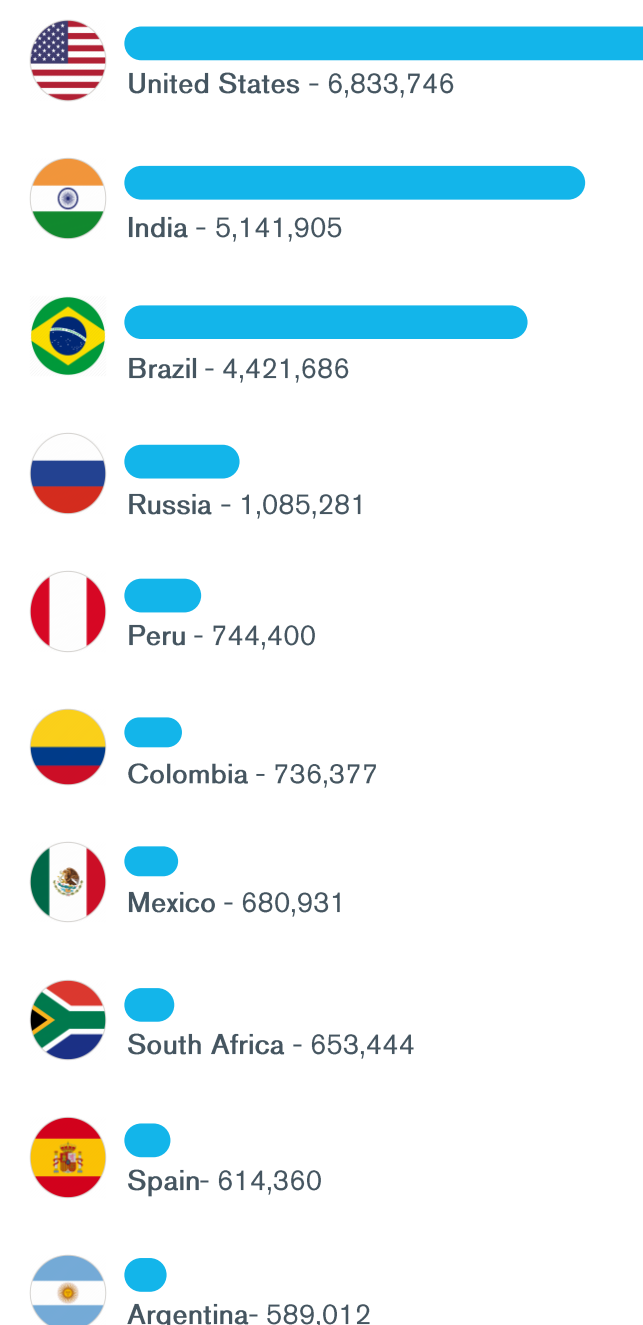 United States - 6,833,746
India - 5,141,905
Brazil - 4,421,686
Russia - 1,085,281
Peru - 744,400
Colombia - 736,377
Mexico - 680,931
South Africa - 653,444
Spain- 614,360
Argentina- 589,012